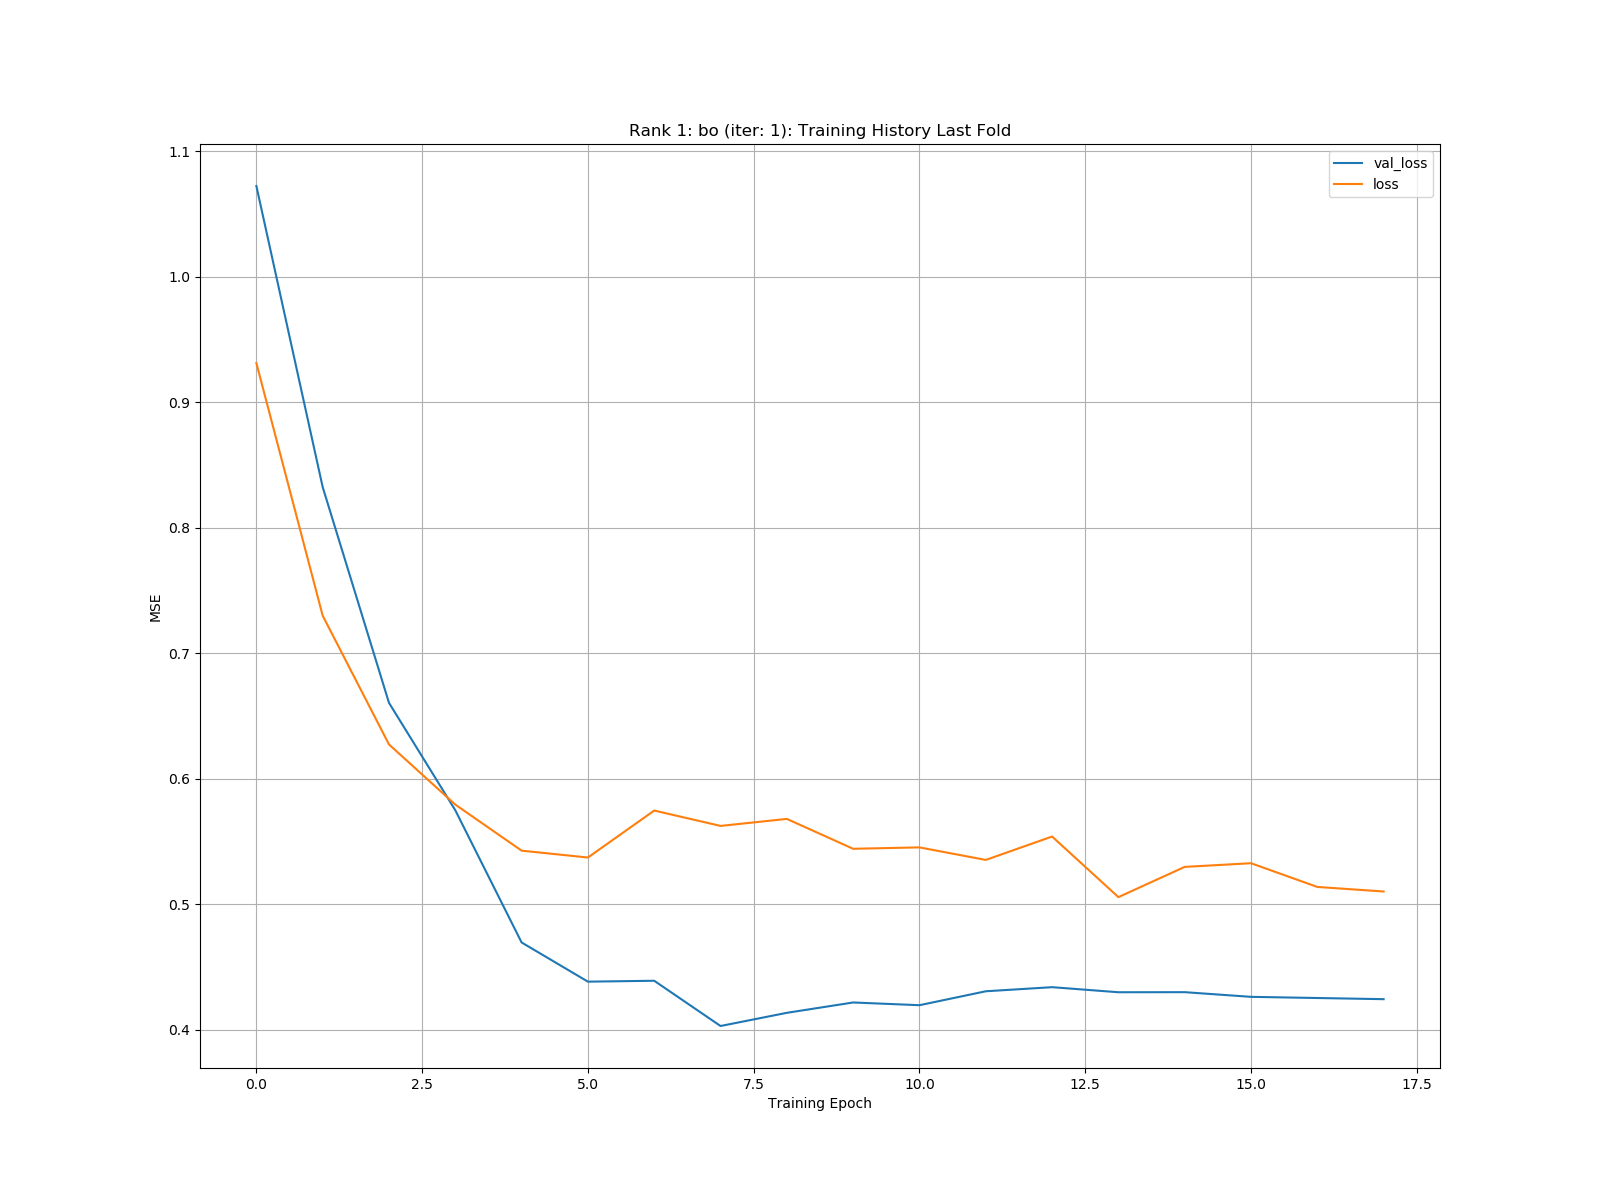 Rank 1: bo (iter: 1): Training History Last Fold
val_loss
loss
1.1
1.0
0.9
0.8
0.7
0.6
0.5
0.4
MSE
0.0 2.5 5.0 7.5 10.0 12.5 15.0 17.5
Training Epoch